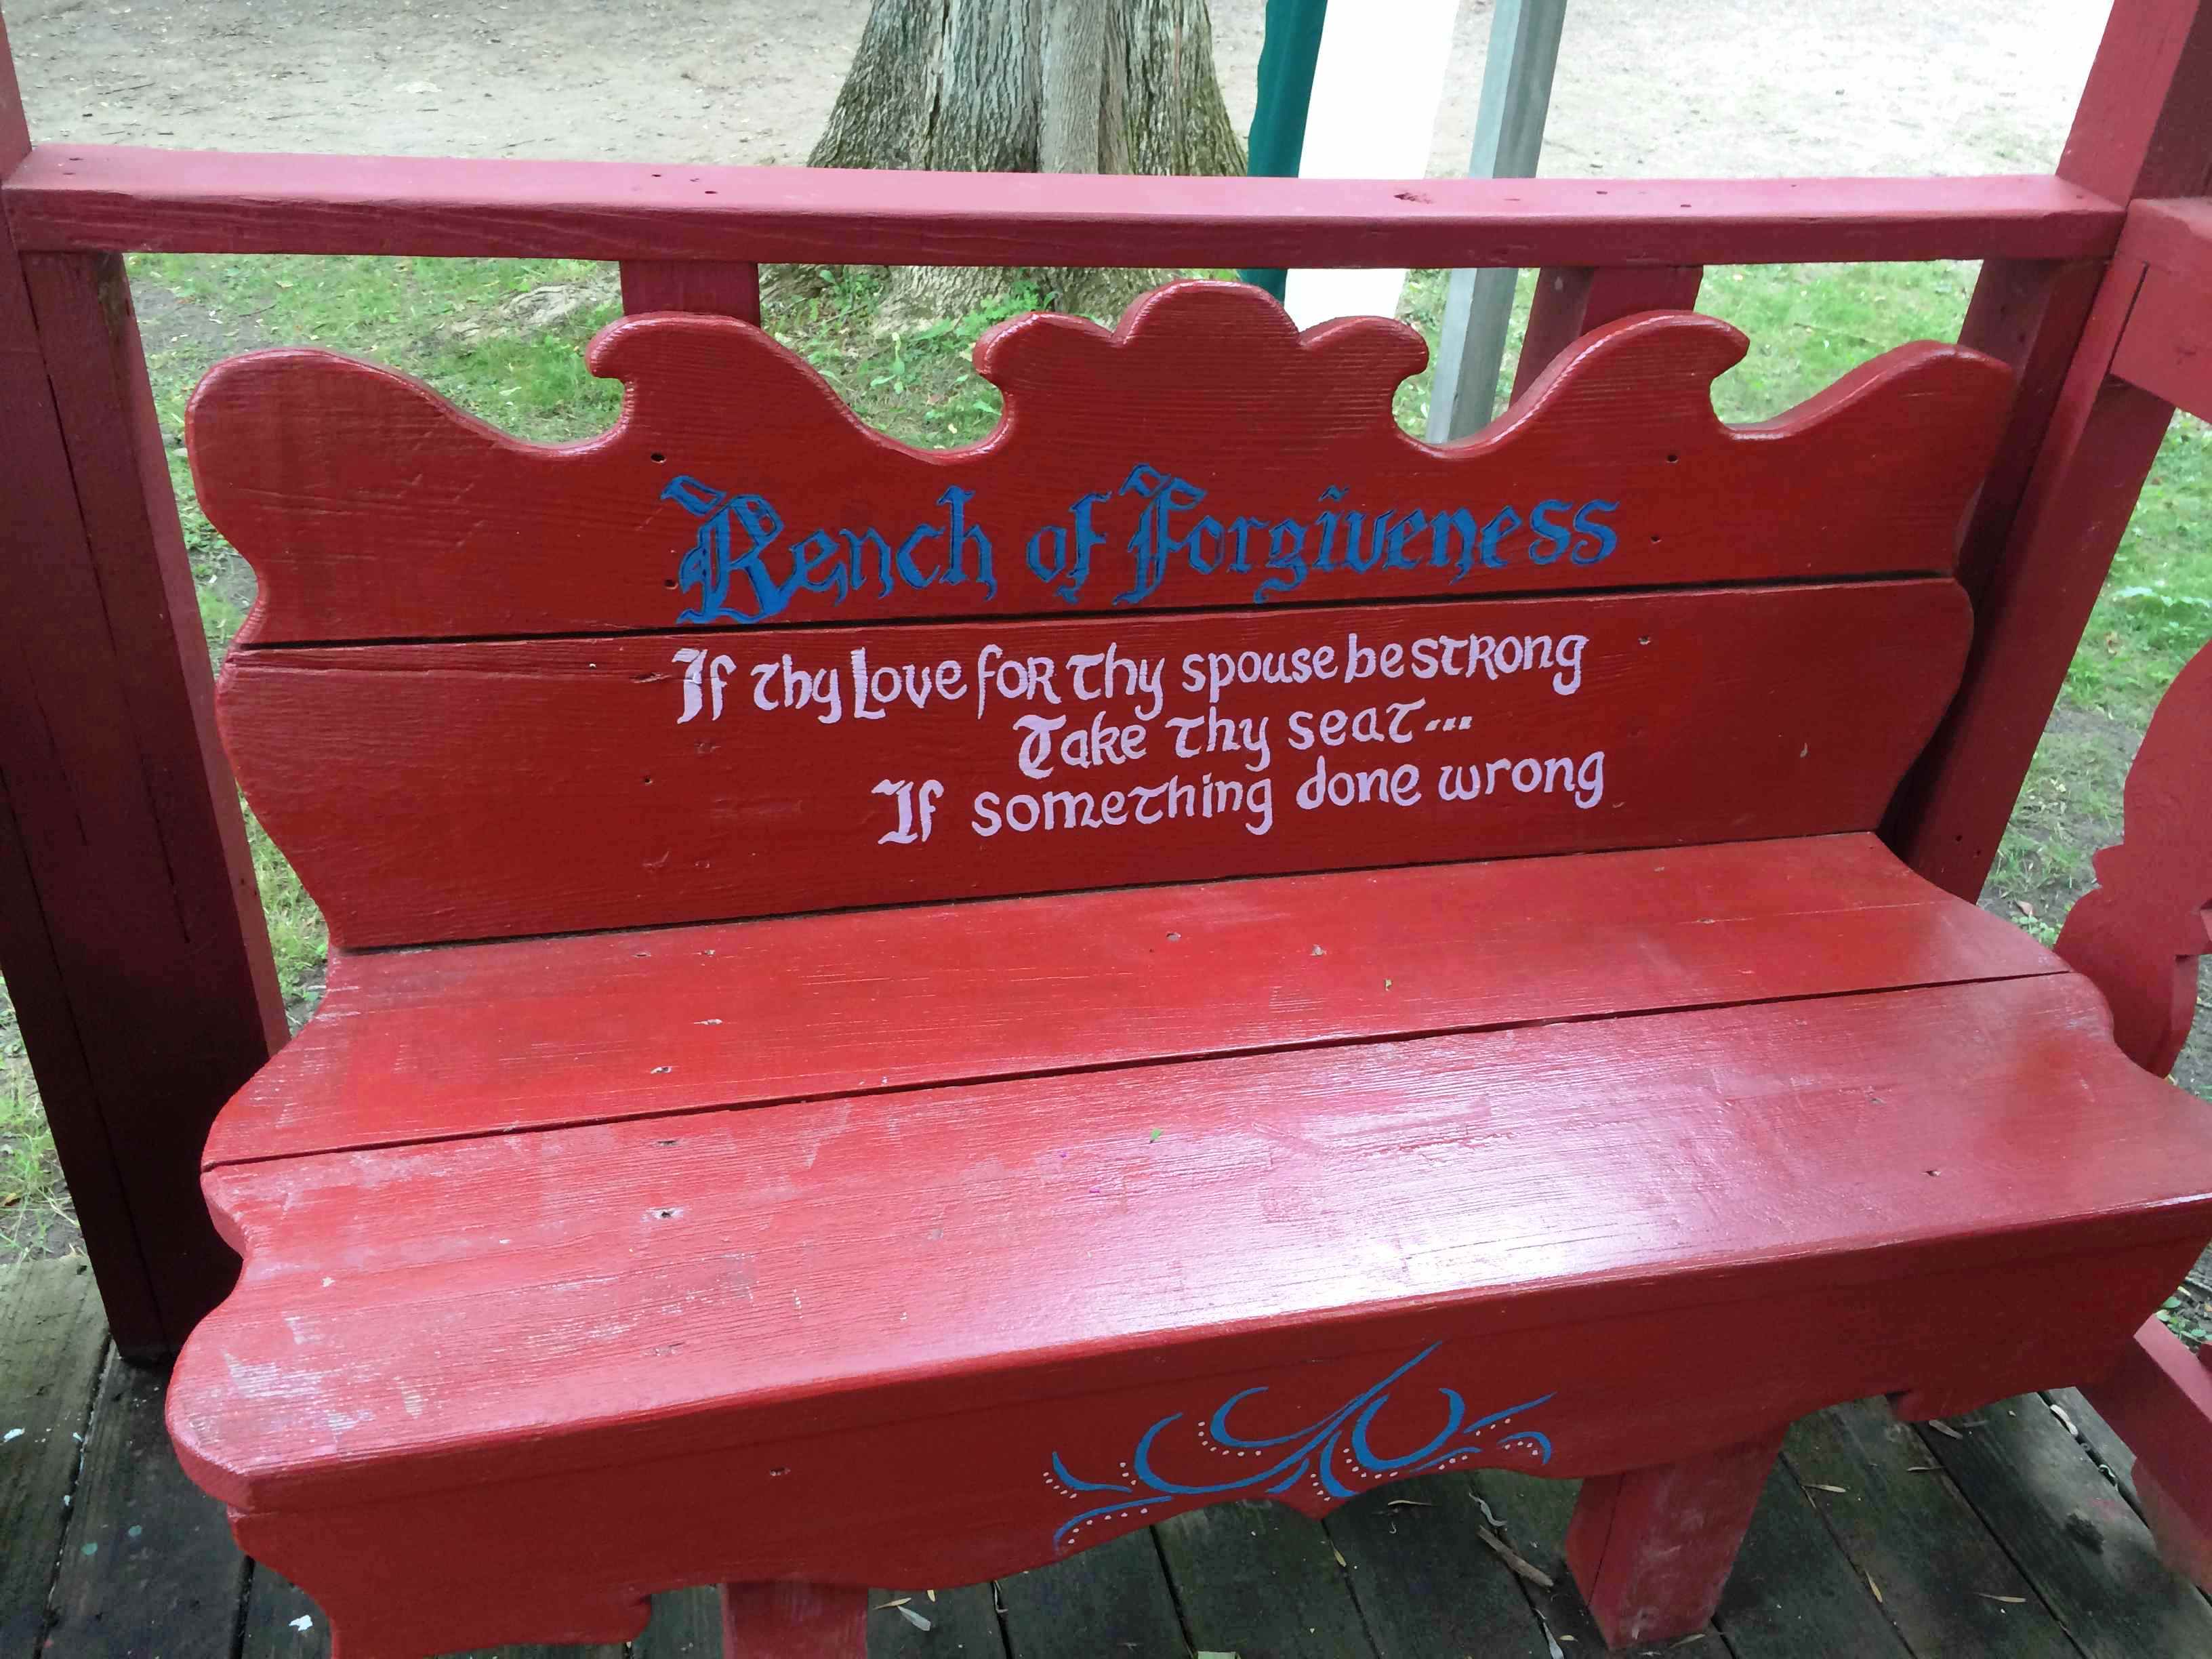 Bench of Forgiveness
If thy Love for thy spouse be strong
Take thy seat...
If something done wrong